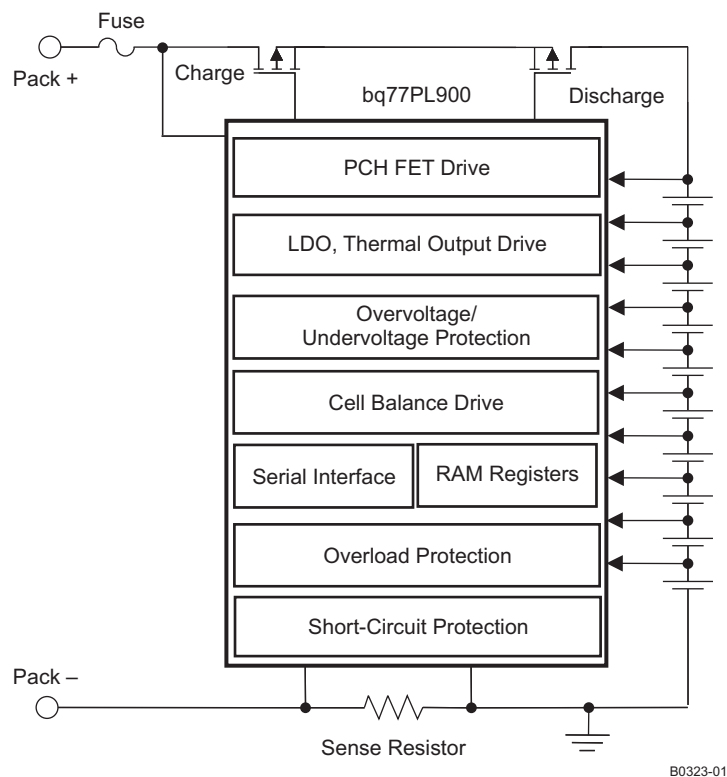 Fuse
Pack +
Charge
bq77PL900
Discharge
PCH FET Drive
LDO, Thermal Output Drive
Overvoltage/
Undervoltage Protection
Cell Balance Drive
Serial Interface
RAM Registers
Overload Protection
Short-Circuit Protection
Pack –
Sense Resistor
B0323-01